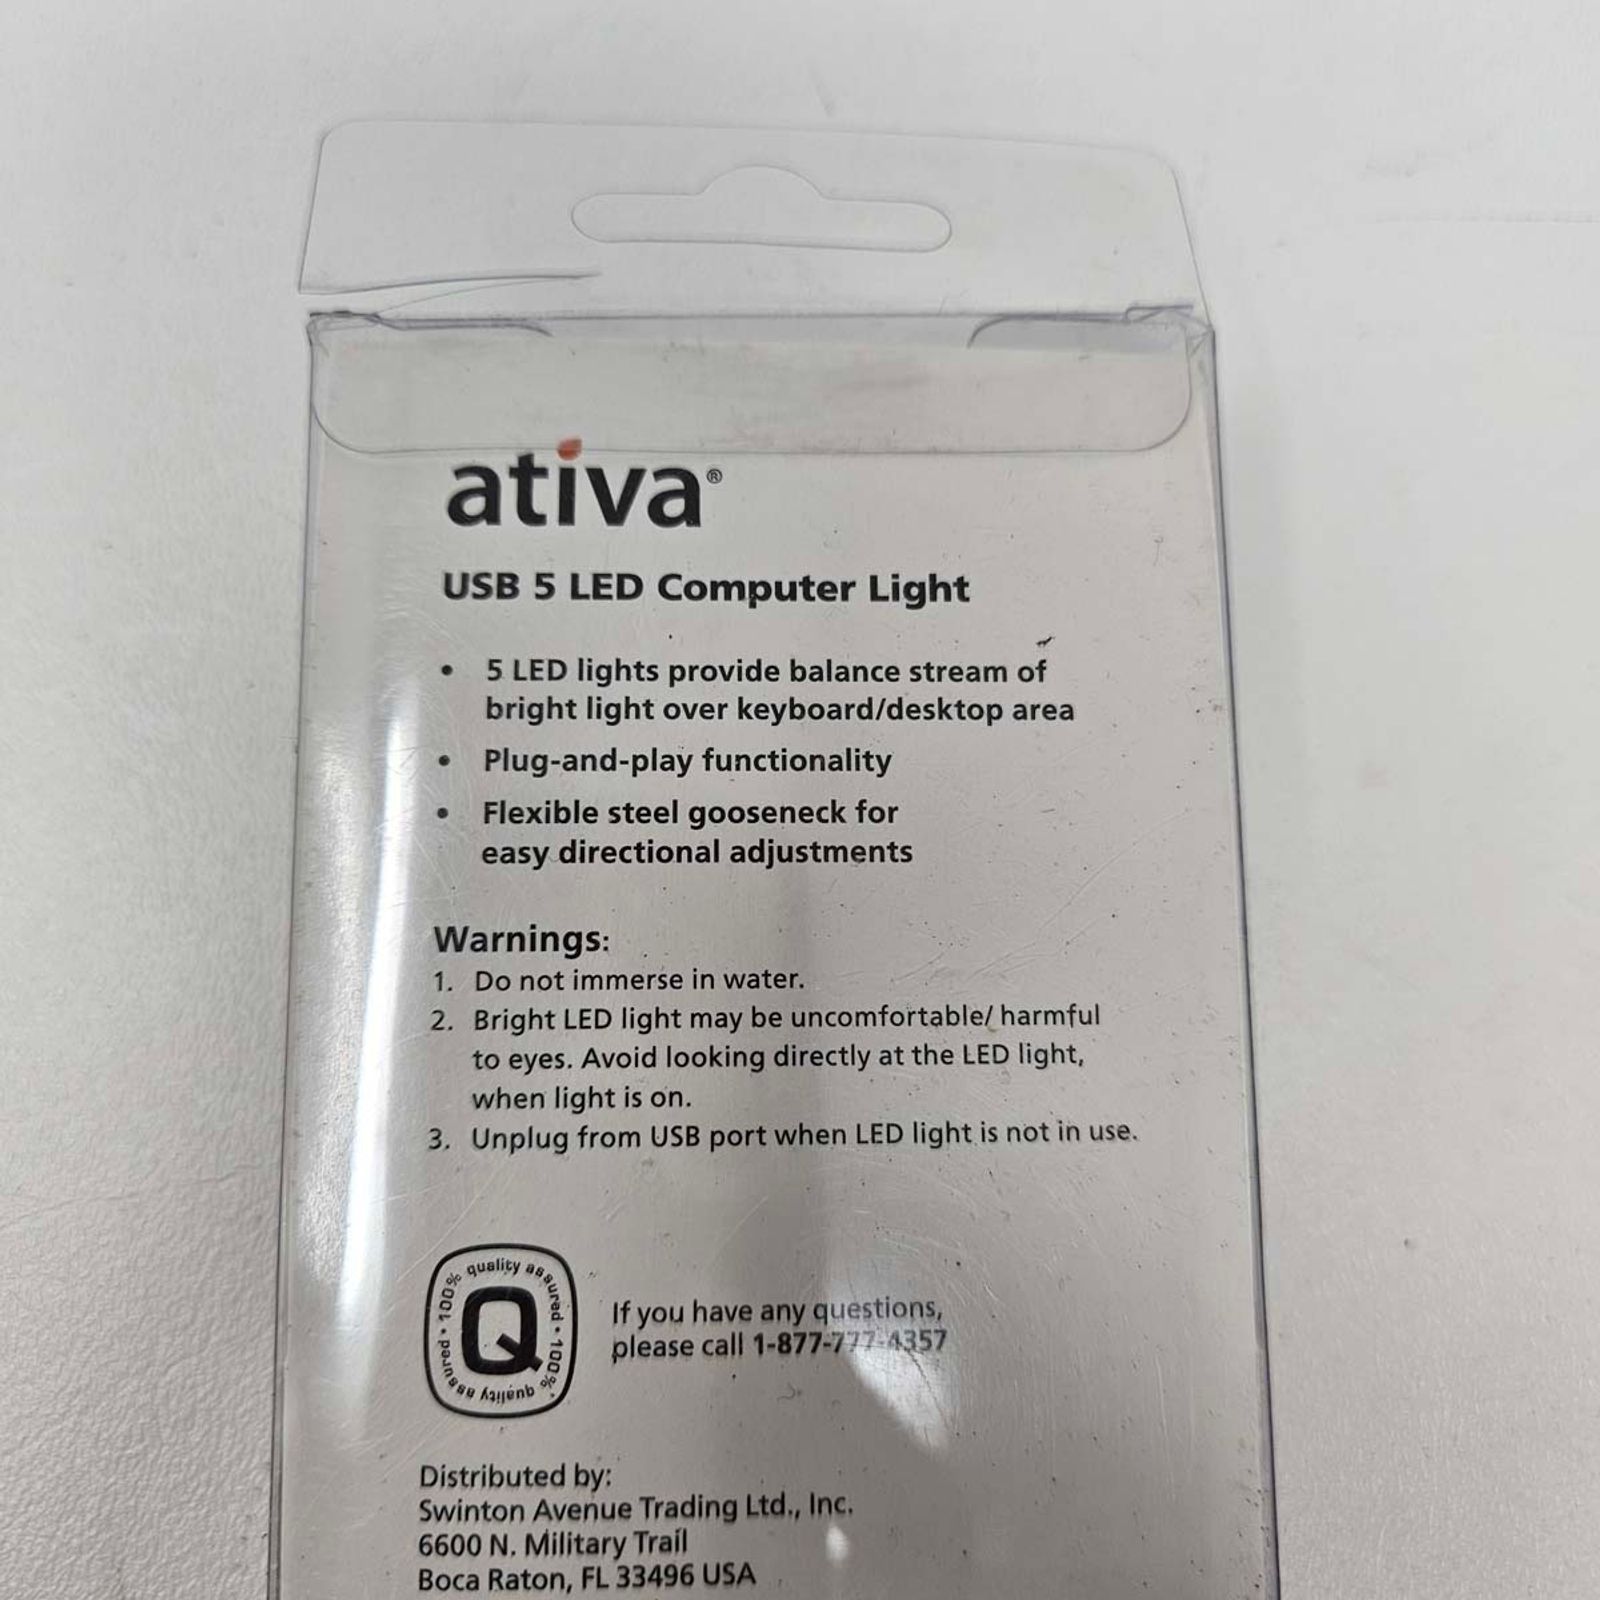 ativa®
USB 5 LED Computer Light
• 5 LED lights provide balance stream of
bright light over keyboard/desktop area
• Plug-and-play functionality
• Flexible steel gooseneck for
easy directional adjustments
Warnings:
1. Do not immerse in water.
2. Bright LED light may be uncomfortable/ harmful
to eyes. Avoid looking directly at the LED light,
when light is on.
3. Unplug from USB port when LED light is not in use.
100% quality assured • 100% quality assured •
Q
If you have any questions,
please call 1-877-777-4357
Distributed by:
Swinton Avenue Trading Ltd., Inc.
6600 N. Military Trail
Boca Raton, FL 33496 USA